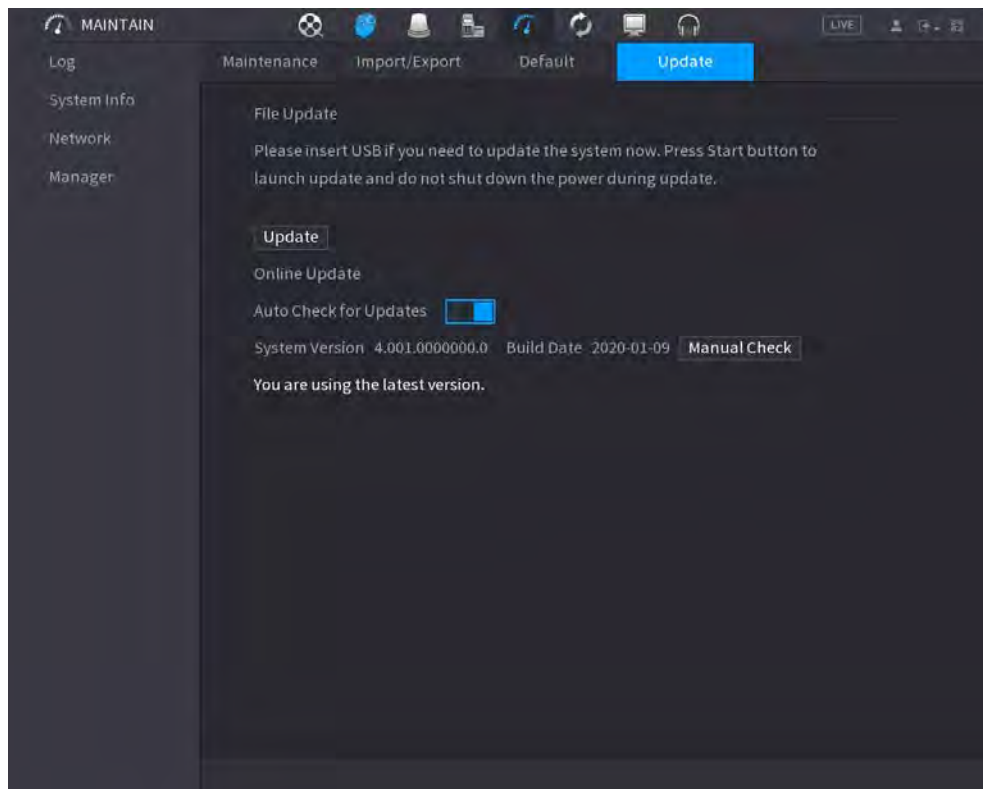 MAINTAIN
LIVE
Log
System Info
Network
Manager
Maintenance Import/Export Default Update
File Update
Please insert USB if you need to update the system now. Press Start button to
launch update and do not shut down the power during update.
Update
Online Update
Auto Check for Updates
System Version 4.001.0000000.0 Build Date 2020-01-09 Manual Check
You are using the latest version.